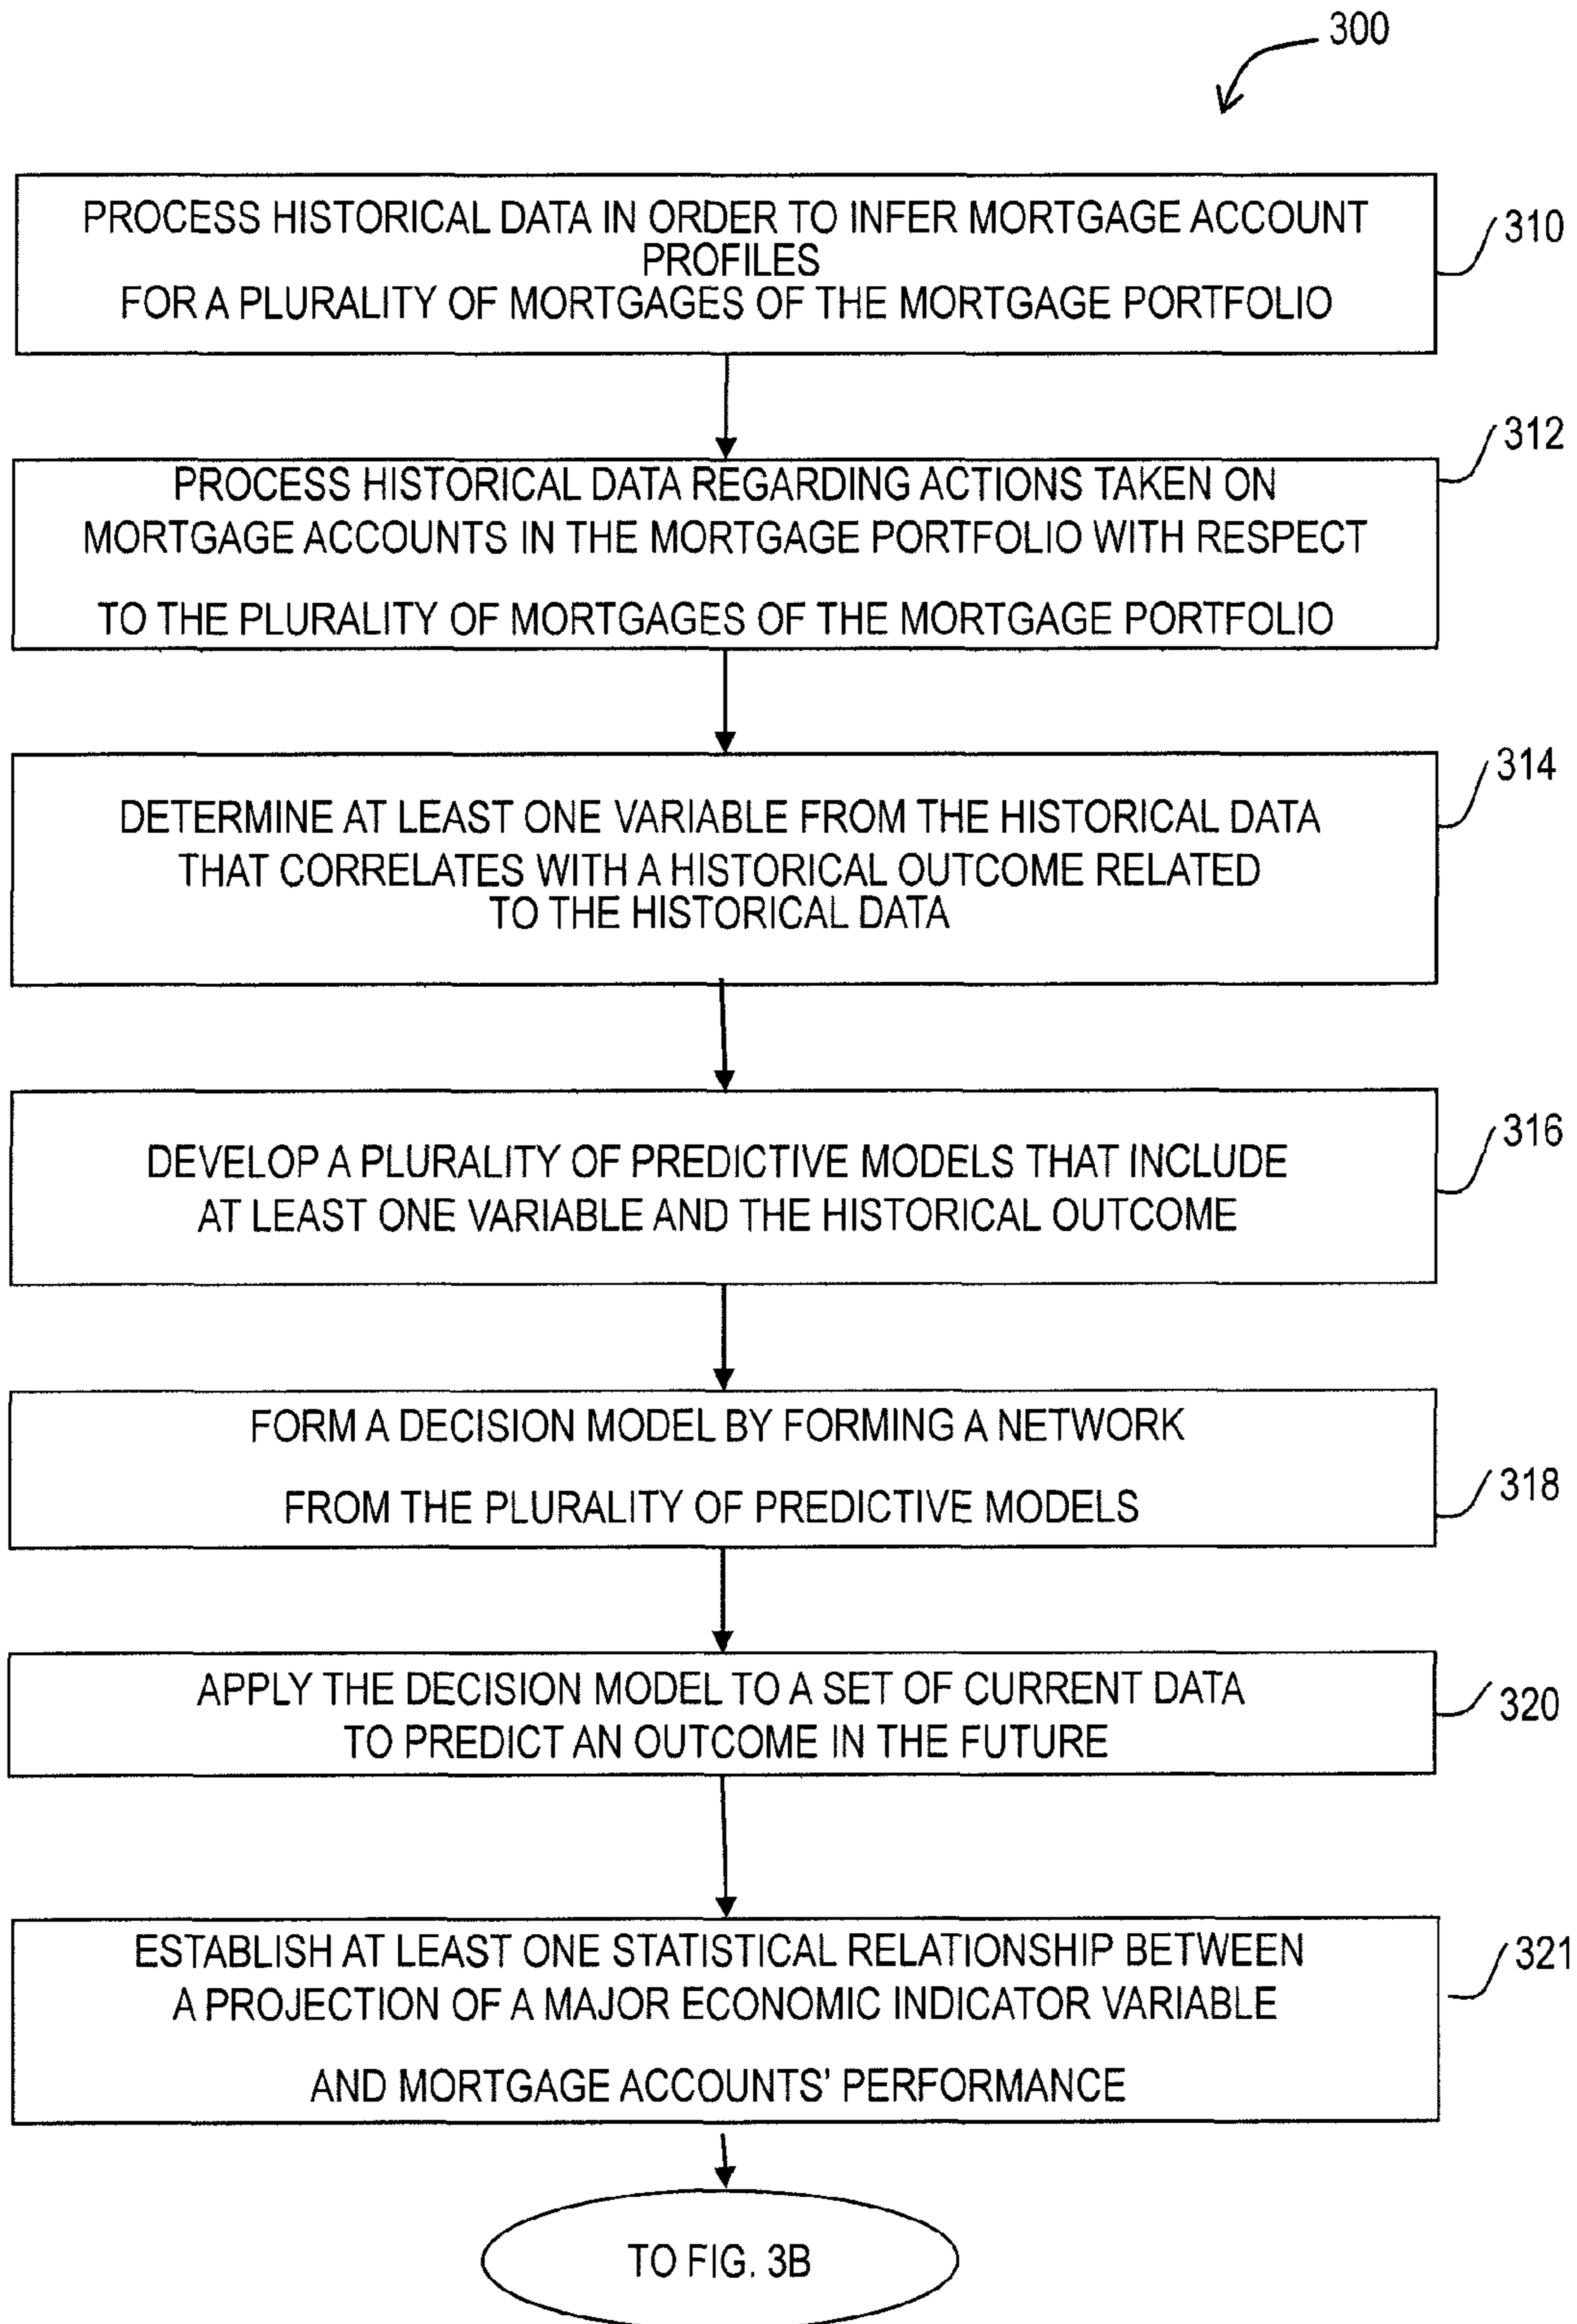 300
PROCESS HISTORICAL DATA IN ORDER TO INFER MORTGAGE ACCOUNT
PROFILES
FOR A PLURALITY OF MORTGAGES OF THE MORTGAGE PORTFOLIO
310
PROCESS HISTORICAL DATA REGARDING ACTIONS TAKEN ON
MORTGAGE ACCOUNTS IN THE MORTGAGE PORTFOLIO WITH RESPECT
TO THE PLURALITY OF MORTGAGES OF THE MORTGAGE PORTFOLIO
312
DETERMINE AT LEAST ONE VARIABLE FROM THE HISTORICAL DATA
THAT CORRELATES WITH A HISTORICAL OUTCOME RELATED
TO THE HISTORICAL DATA
314
DEVELOP A PLURALITY OF PREDICTIVE MODELS THAT INCLUDE
AT LEAST ONE VARIABLE AND THE HISTORICAL OUTCOME
316
FORM A DECISION MODEL BY FORMING A NETWORK
FROM THE PLURALITY OF PREDICTIVE MODELS
318
APPLY THE DECISION MODEL TO A SET OF CURRENT DATA
TO PREDICT AN OUTCOME IN THE FUTURE
320
ESTABLISH AT LEAST ONE STATISTICAL RELATIONSHIP BETWEEN
A PROJECTION OF A MAJOR ECONOMIC INDICATOR VARIABLE
AND MORTGAGE ACCOUNTS' PERFORMANCE
321
TO FIG. 3B